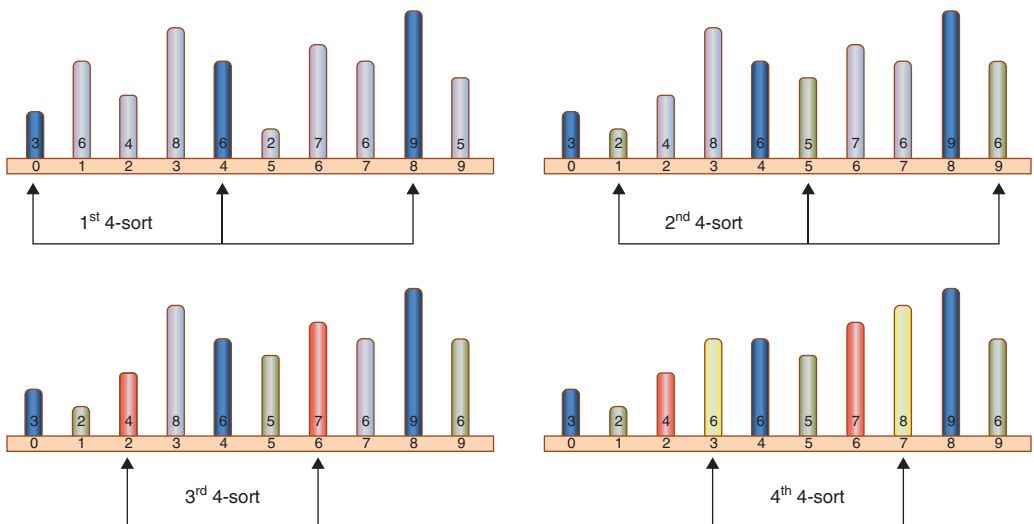 3 6 4 8 6 2 7 6 9 5
0 1 2 3 4 5 6 7 8 9
1st 4-sort
3 2 4 8 6 5 7 6 9 6
0 1 2 3 4 5 6 7 8 9
2nd 4-sort
3 2 4 8 6 5 7 6 9 6
0 1 2 3 4 5 6 7 8 9
3rd 4-sort
3 2 4 6 6 5 7 8 9 6
0 1 2 3 4 5 6 7 8 9
4th 4-sort